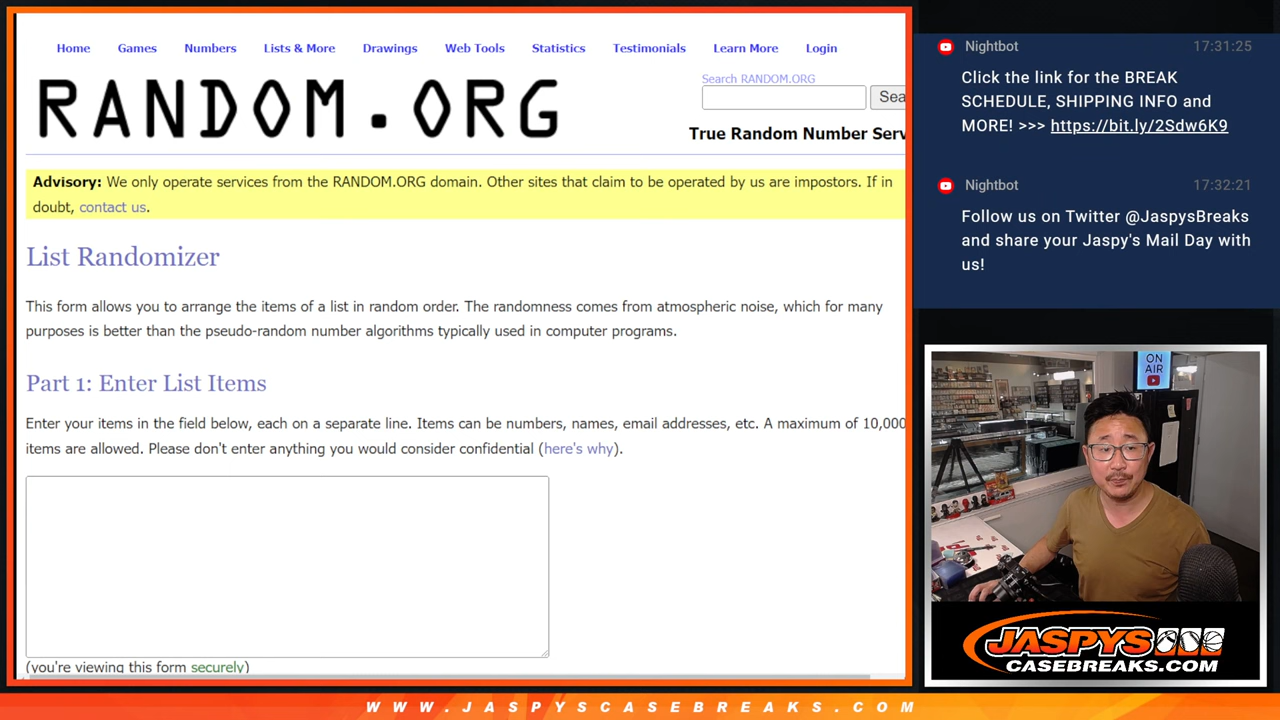 Home Games Numbers Lists & More Drawings Web Tools Statistics Testimonials Learn More Login
RANDOM.ORG
Search RANDOM.ORG
Sea
True Random Number Serv
Advisory: We only operate services from the RANDOM.ORG domain. Other sites that claim to be operated by us are impostors. If in
doubt, contact us.
List Randomizer
This form allows you to arrange the items of a list in random order. The randomness comes from atmospheric noise, which for many
purposes is better than the pseudo-random number algorithms typically used in computer programs.
Part 1: Enter List Items
Enter your items in the field below, each on a separate line. Items can be numbers, names, email addresses, etc. A maximum of 10,000
items are allowed. Please don't enter anything you would consider confidential (here's why).
(you're viewing this form securely)
Nightbot 17:31:25
Click the link for the BREAK
SCHEDULE, SHIPPING INFO and
MORE! >>> https://bit.ly/2Sdw6K9
Nightbot 17:32:21
Follow us on Twitter @JaspysBreaks
and share your Jaspy's Mail Day with
us!
ON
AIR
JASPYS
CASEBREAKS.COM
WWW.JASPYSCASEBREAKS.COM